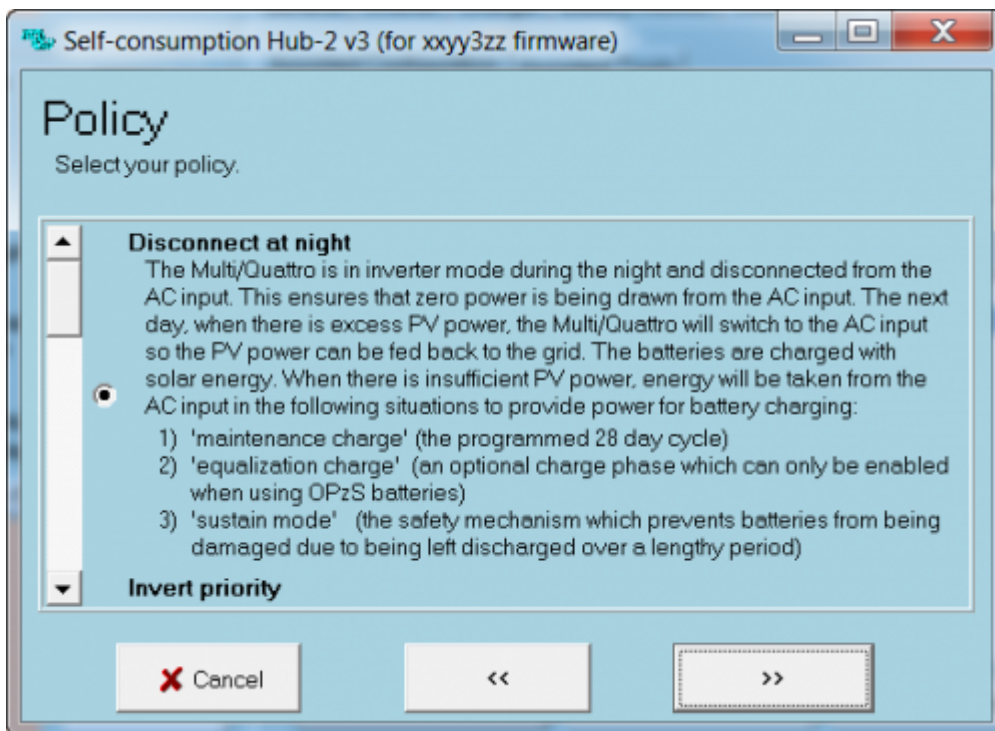 Self-consumption Hub-2 v3 (for xxyy3zz firmware)
Policy
Select your policy.
Disconnect at night
The Multi/Quattro is in inverter mode during the night and disconnected from the
AC input. This ensures that zero power is being drawn from the AC input. The next
day, when there is excess PV power, the Multi/Quattro will switch to the AC input
so the PV power can be fed back to the grid. The batteries are charged with
solar energy. When there is insufficient PV power, energy will be taken from the
AC input in the following situations to provide power for battery charging:
1) 'maintenance charge' (the programmed 28 day cycle)
2) 'equalization charge' (an optional charge phase which can only be enabled
when using OPzS batteries)
3) 'sustain mode' (the safety mechanism which prevents batteries from being
damaged due to being left discharged over a lengthy period)
Invert priority
Cancel
<<
>>